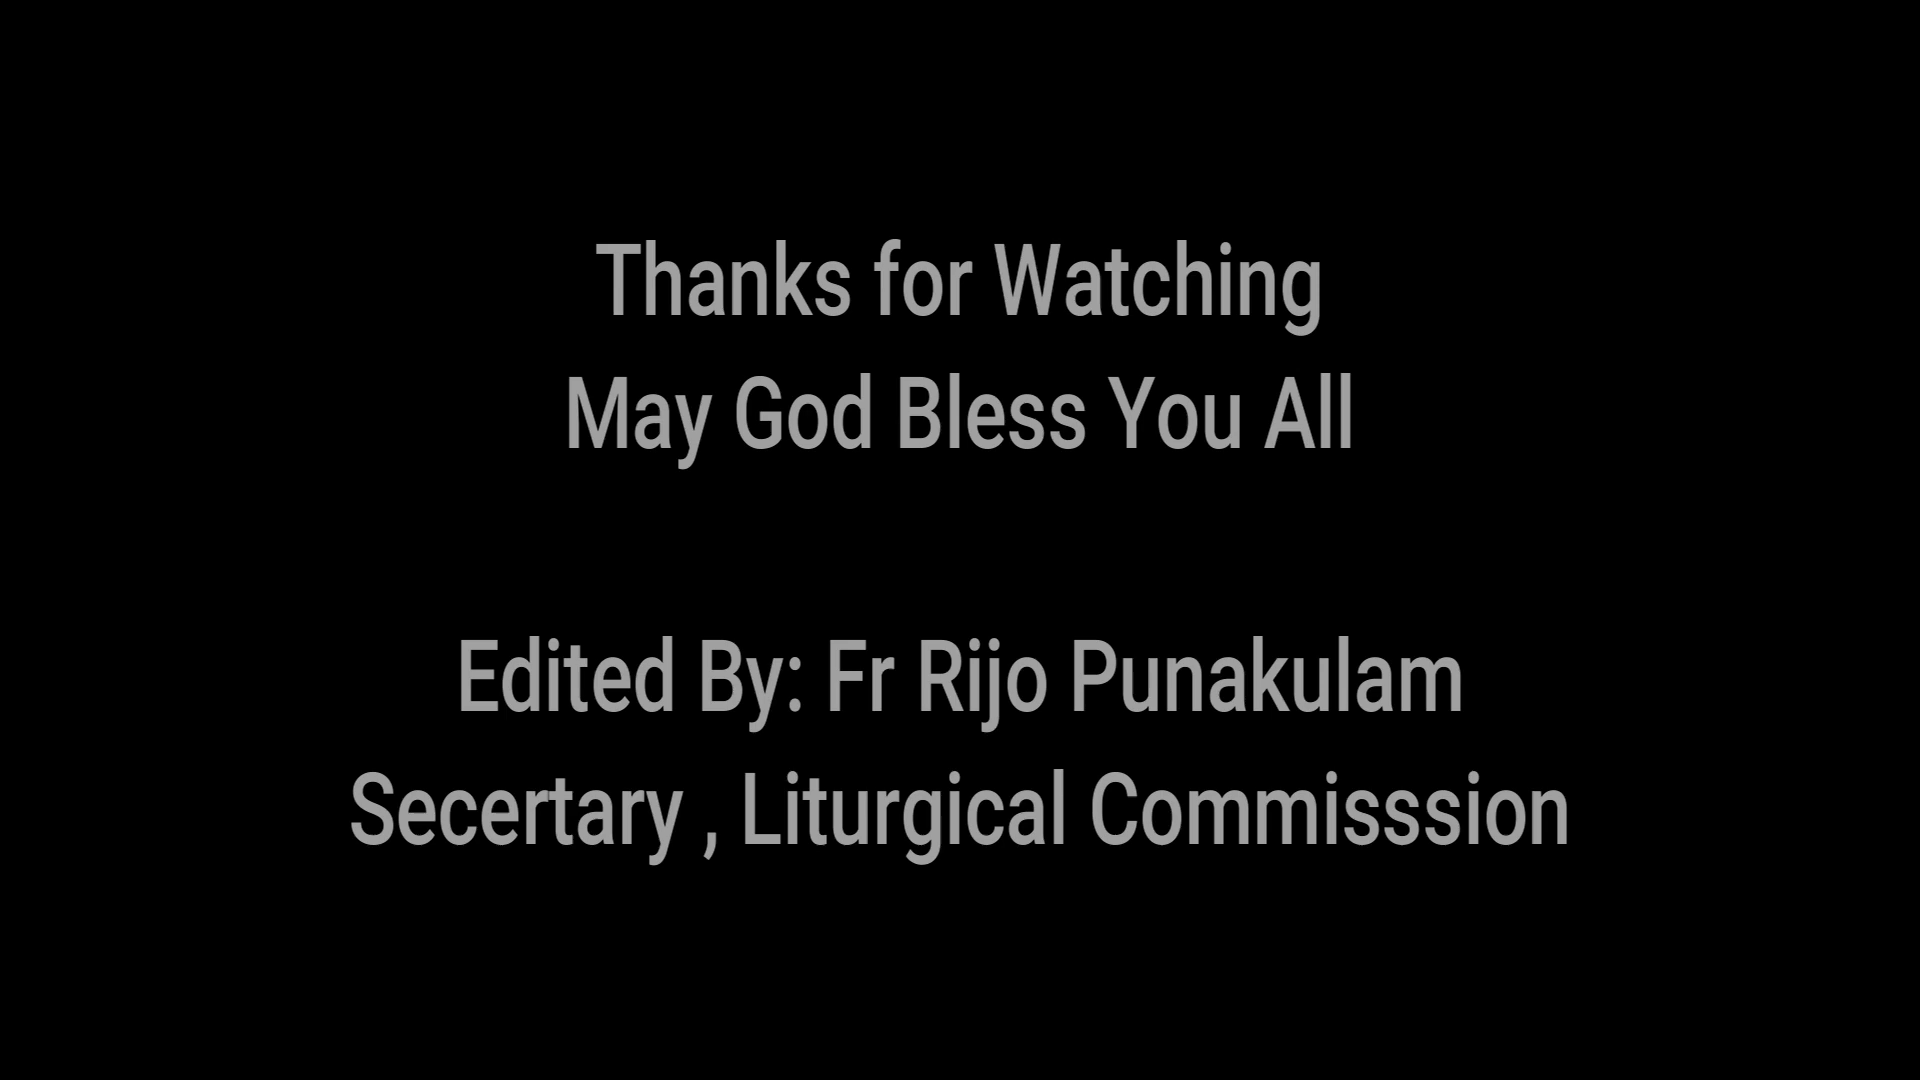 Thanks for Watching
May God Bless You All
Edited By: Fr Rijo Punakulam
Secertary , Liturgical Commisssion